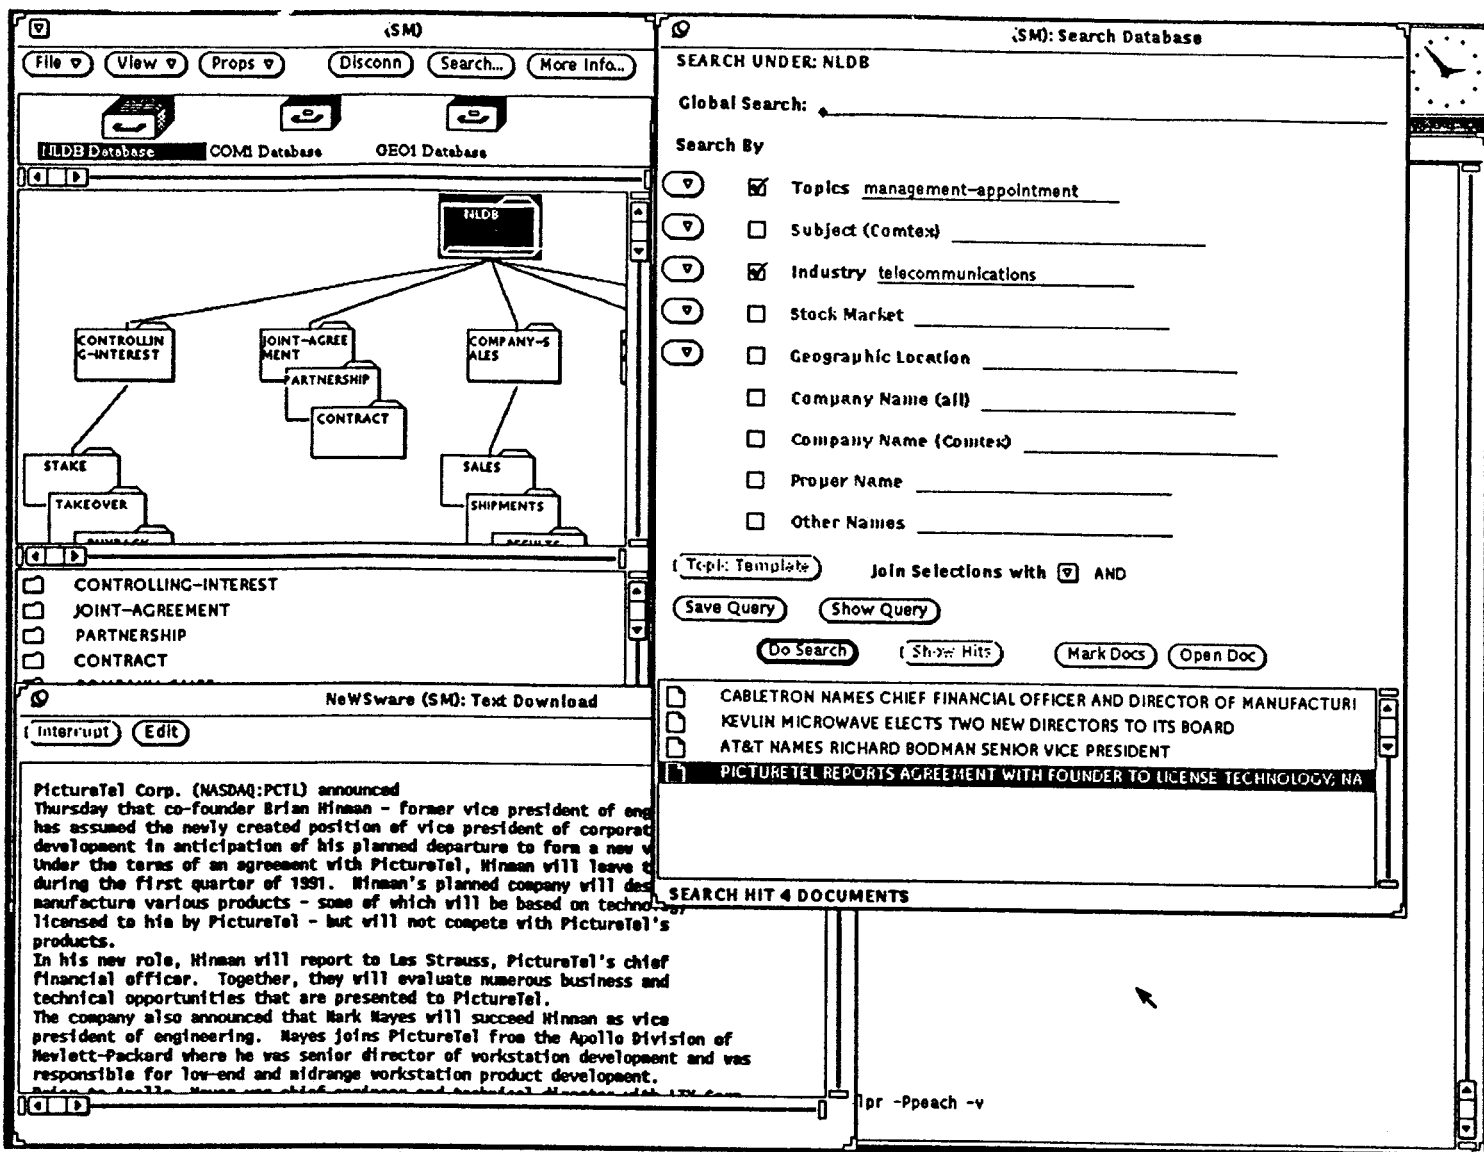 (SM)
File View Props Disconn Search... More Info...
NLDB Database COM1 Database GEO1 Database
NLDB
CONTROLLIN
G-INTEREST
JOINT-AGREE
MENT
PARTNERSHIP
CONTRACT
COMPANY-S
ALES
STAKE
TAKEOVER
SALES
SHIPMENTS
CONTROLLING-INTEREST
JOINT-AGREEMENT
PARTNERSHIP
CONTRACT
NeWSware (SM): Text Download
Interrupt Edit
PictureTel Corp. (NASDAQ:PCTL) announced
Thursday that co-founder Brian Hinman - former vice president of eng
has assumed the newly created position of vice president of corporat
development in anticipation of his planned departure to form a new v
Under the terms of an agreement with PictureTel, Hinman will leave t
during the first quarter of 1991. Hinman's planned company will des
manufacture various products - some of which will be based on technology
licensed to him by PictureTel - but will not compete with PictureTel's
products.
In his new role, Hinman will report to Les Strauss, PictureTel's chief
financial officer. Together, they will evaluate numerous business and
technical opportunities that are presented to PictureTel.
The company also announced that Mark Hayes will succeed Hinman as vice
president of engineering. Hayes joins PictureTel from the Apollo Division of
Hewlett-Packard where he was senior director of workstation development and was
responsible for low-end and midrange workstation product development.
(SM): Search Database
SEARCH UNDER: NLDB
Global Search:
Search By
Topics management-appointment
Subject (Comtex)
Industry telecommunications
Stock Market
Geographic Location
Company Name (all)
Company Name (Comtex)
Proper Name
Other Names
Topic Template Join Selections with AND
Save Query Show Query
Do Search Show Hits Mark Docs Open Doc
CABLETRON NAMES CHIEF FINANCIAL OFFICER AND DIRECTOR OF MANUFACTURI
KEVLIN MICROWAVE ELECTS TWO NEW DIRECTORS TO ITS BOARD
AT&T NAMES RICHARD BODMAN SENIOR VICE PRESIDENT
PICTURETEL REPORTS AGREEMENT WITH FOUNDER TO LICENSE TECHNOLOGY; NA
SEARCH HIT 4 DOCUMENTS
lpr -Ppeach -v